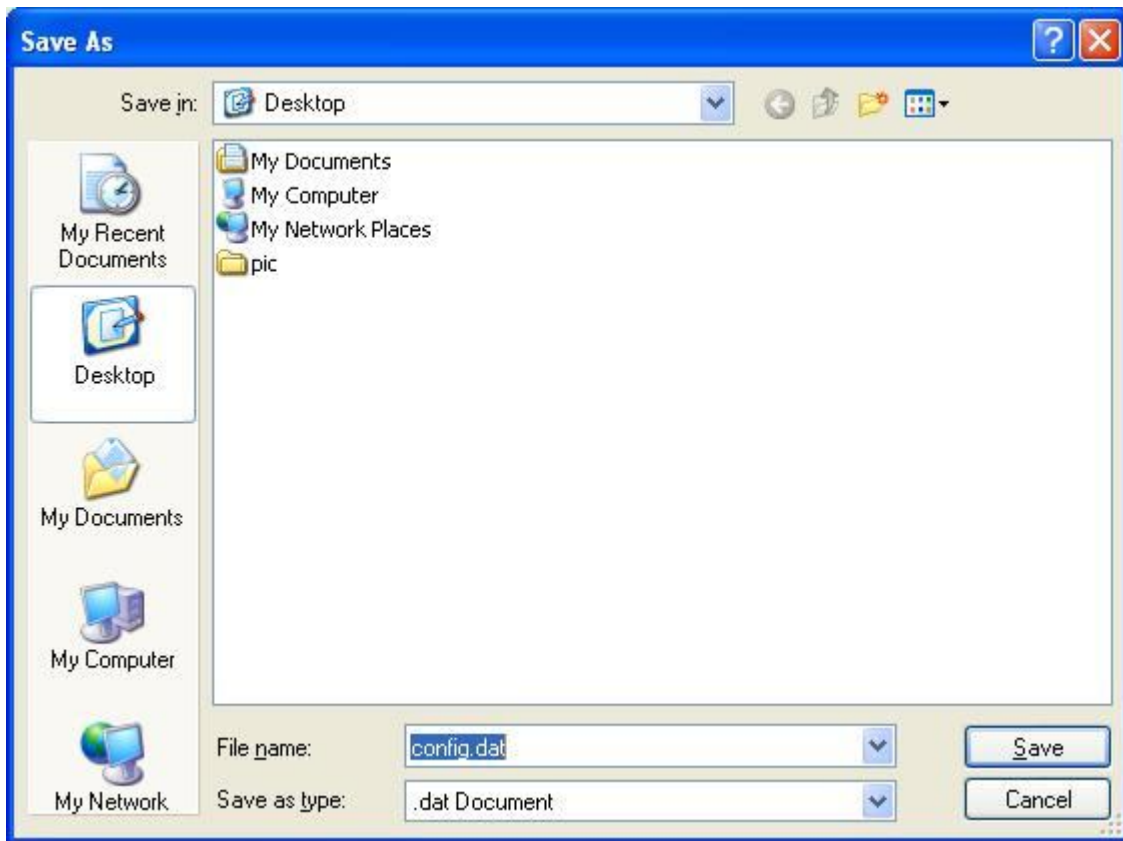 Save As
Save in:
Desktop
My Recent
Documents
Desktop
My Documents
My Computer
My Network
My Documents
My Computer
My Network Places
pic
File name:
config.dat
Save
Save as type:
.dat Document
Cancel